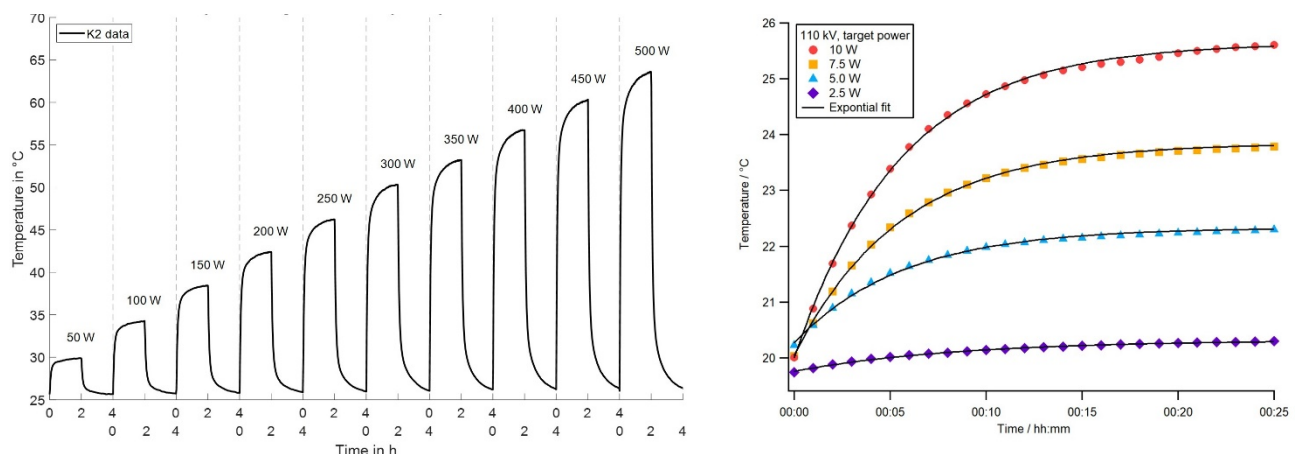 70
65
60
55
50
45
40
35
30
25
Temperature in °C
K2 data
50 W
100 W
150 W
200 W
250 W
300 W
350 W
400 W
450 W
500 W
0 2 4
0 2 4
0 2 4
0 2 4
0 2 4
0 2 4
0 2 4
0 2 4
0 2 4
0 2 4
Time in h
26
25
24
23
22
21
20
Temperature / °C
110 kV, target power
10 W
7.5 W
5.0 W
2.5 W
Expontial fit
00:00 00:05 00:10 00:15 00:20 00:25
Time / hh:mm